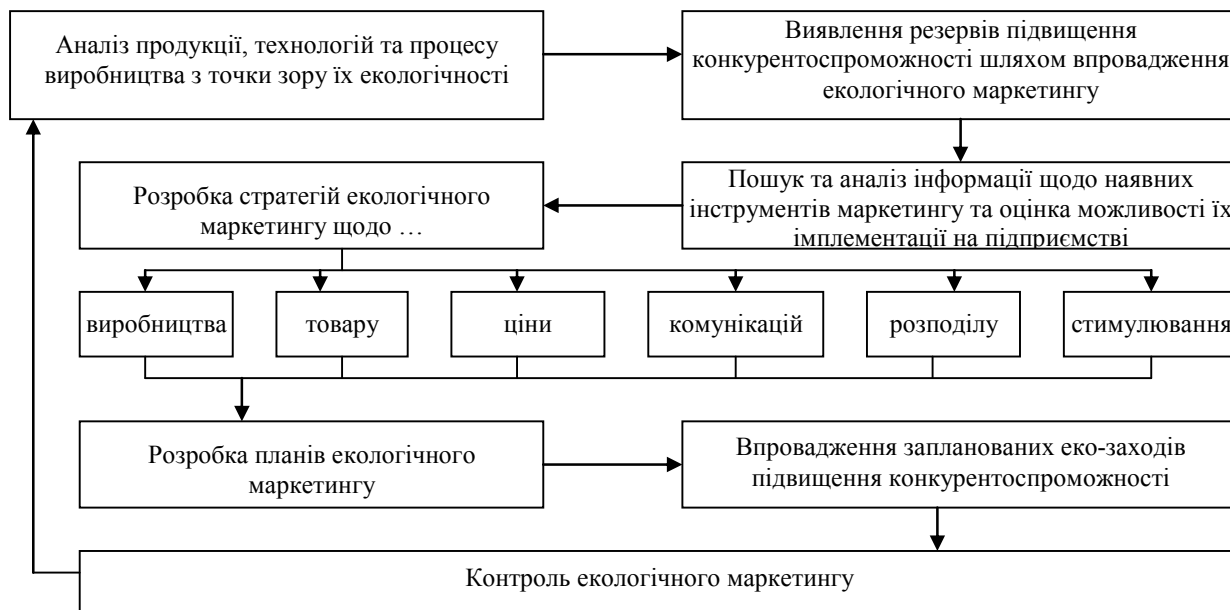 Аналіз продукції, технологій та процесу
виробництва з точки зору їх екологічності
Виявлення резервів підвищення
конкурентоспроможності шляхом впровадження
екологічного маркетингу
Розробка стратегій екологічного
маркетингу щодо …
Пошук та аналіз інформації щодо наявних
інструментів маркетингу та оцінка можливості їх
імплементації на підприємстві
виробництва
товару
ціни
комунікацій
розподілу
стимулювання
Розробка планів екологічного
маркетингу
Впровадження запланованих еко-заходів
підвищення конкурентоспроможності
Контроль екологічного маркетингу